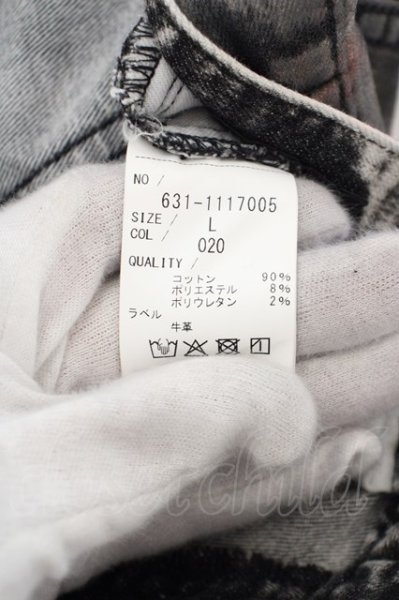 NO /
631-1117005
SIZE / L
COL / 020
QUALITY /
コットン 90%
ポリエステル 8%
ポリウレタン 2%
ラベル
牛革